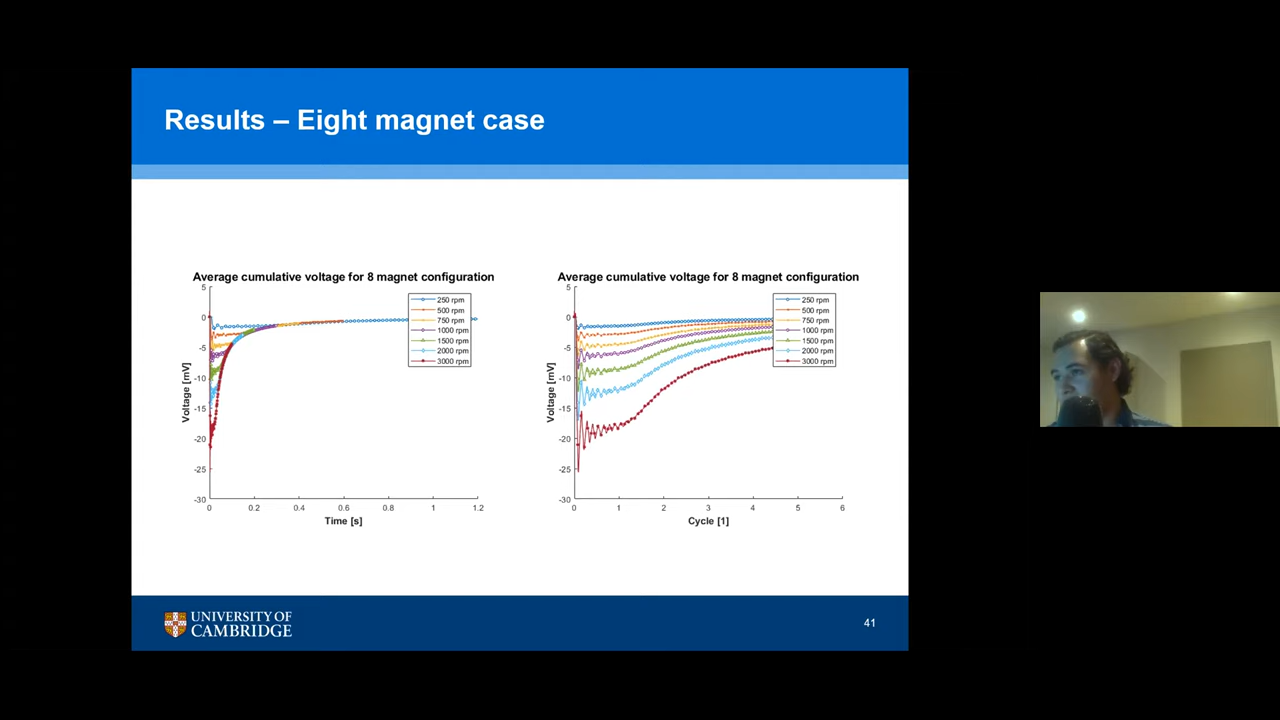 Results – Eight magnet case
Average cumulative voltage for 8 magnet configuration
5
0
-5
-10
-15
-20
-25
-30
Voltage [mV]
250 rpm
500 rpm
750 rpm
1000 rpm
1500 rpm
2000 rpm
3000 rpm
0 0.2 0.4 0.6 0.8 1 1.2
Time [s]
Average cumulative voltage for 8 magnet configuration
5
0
-5
-10
-15
-20
-25
-30
Voltage [mV]
250 rpm
500 rpm
750 rpm
1000 rpm
1500 rpm
2000 rpm
3000 rpm
0 1 2 3 4 5 6
Cycle [1]
UNIVERSITY OF
CAMBRIDGE
41